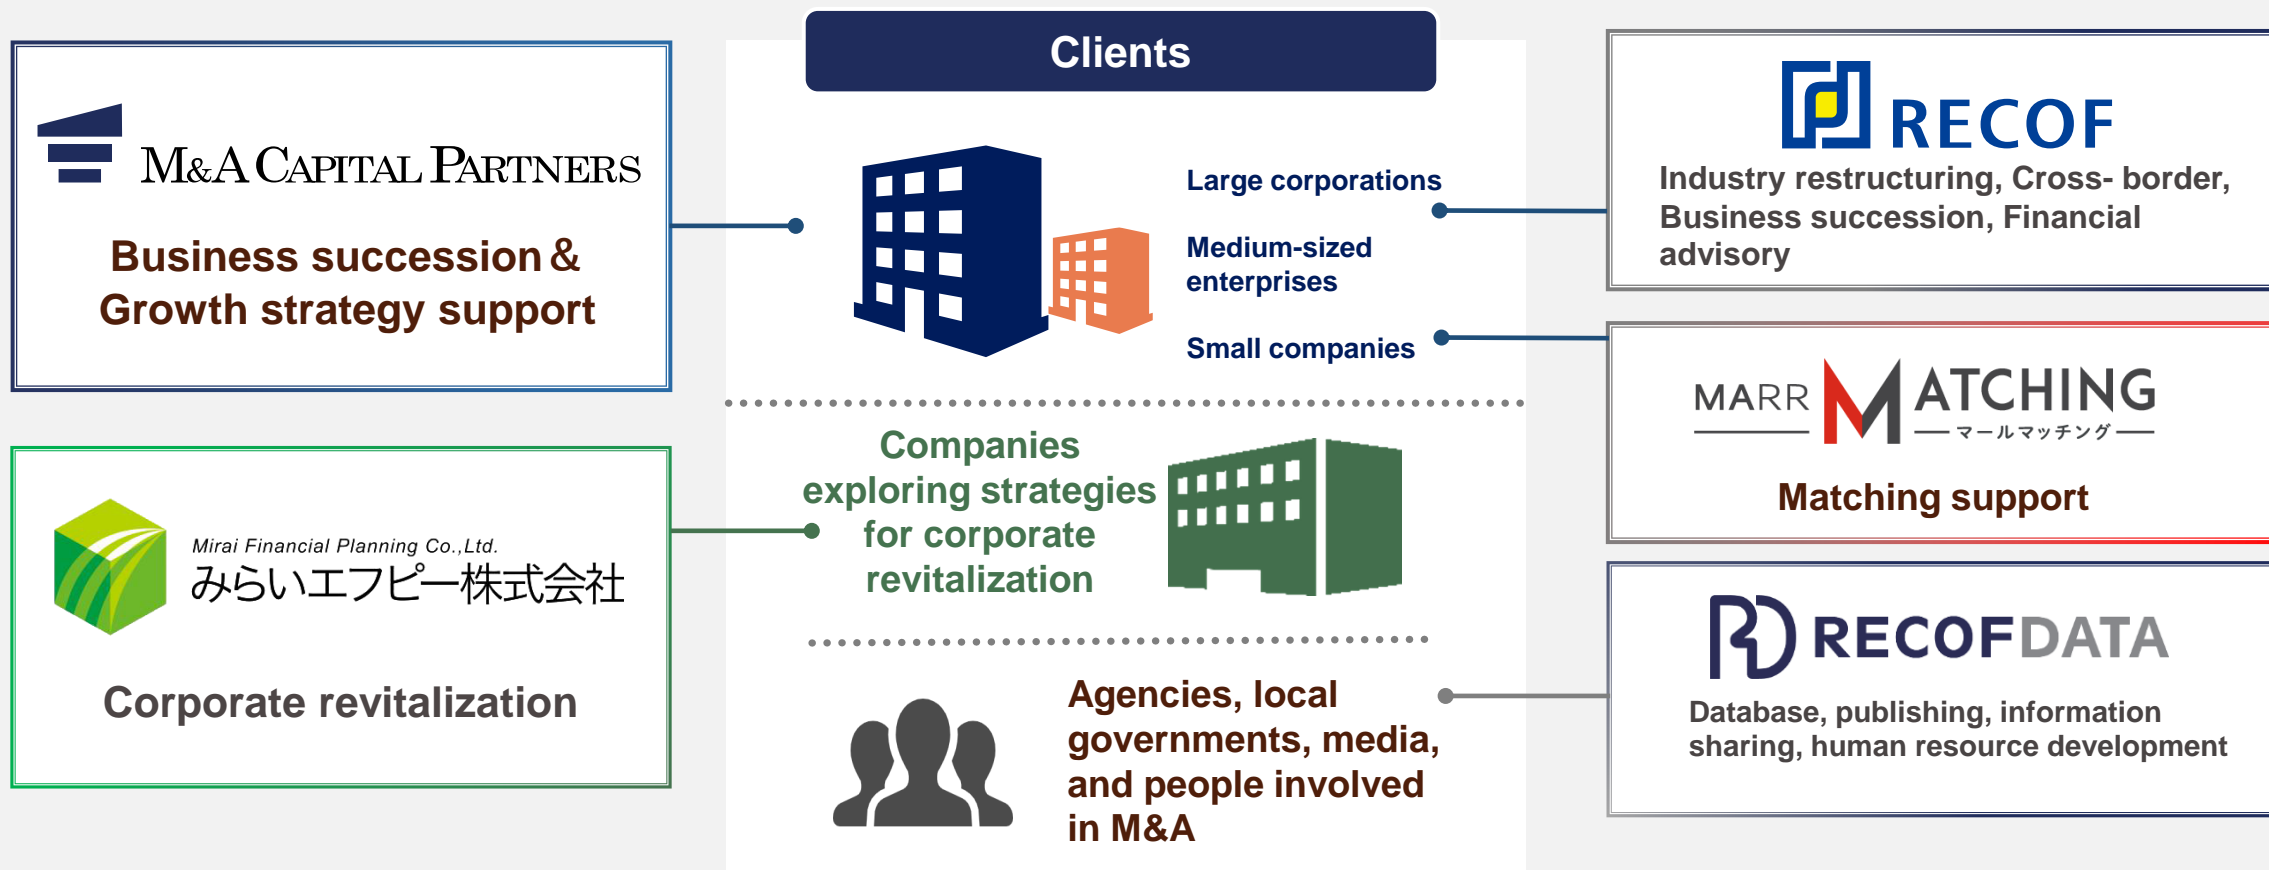 Clients
M&A CAPITAL PARTNERS
Business succession&
Growth strategy support
Mirai Financial Planning Co.,Ltd.
みらいエフピー株式会社
Corporate revitalization
Large corporations
Medium-sized
enterprises
Small companies
Companies
exploring strategies
for corporate
revitalization
Agencies, local
governments, media,
and people involved
in M&A
RECOF
Industry restructuring, Cross- border,
Business succession, Financial
advisory
MARR MATCHING
マールマッチング
Matching support
RECOFDATA
Database, publishing, information
sharing, human resource development